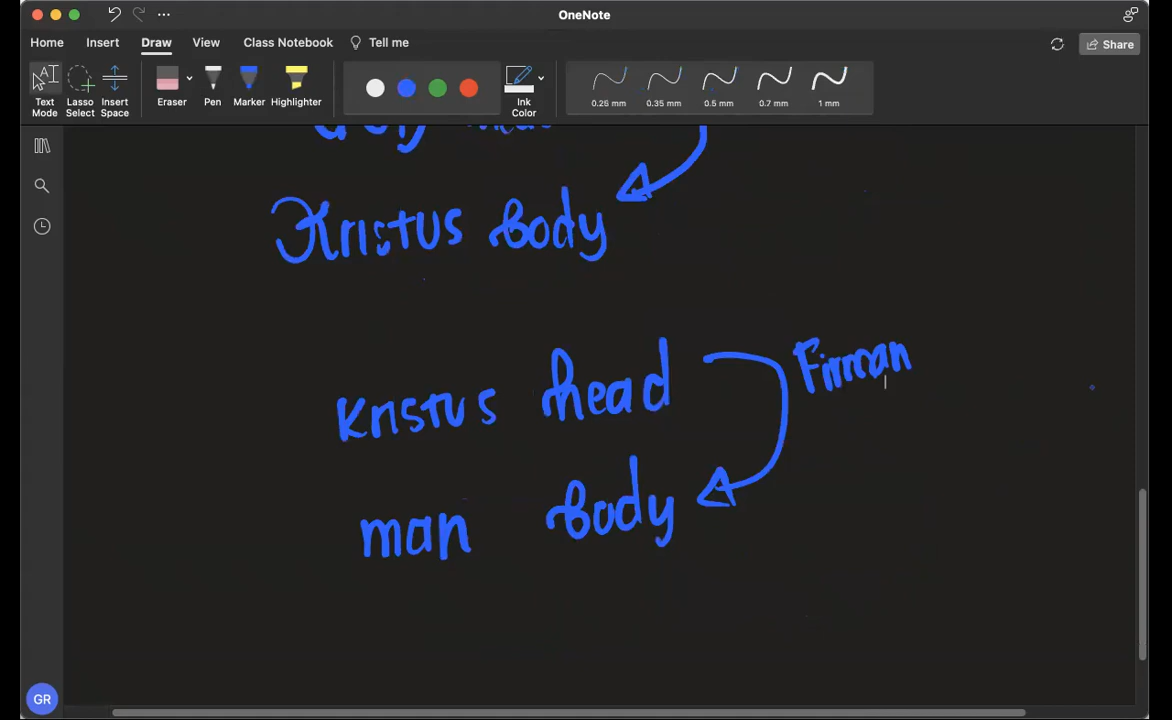 OneNote
Home Insert Draw View Class Notebook Tell me
Share
Text Mode
Lasso Select
Insert Space
Eraser
Pen
Marker
Highlighter
Ink Color
0.25 mm 0.35 mm 0.5 mm 0.7 mm 1 mm
Kristus Body
Kristus head
Firman
man Body
GR